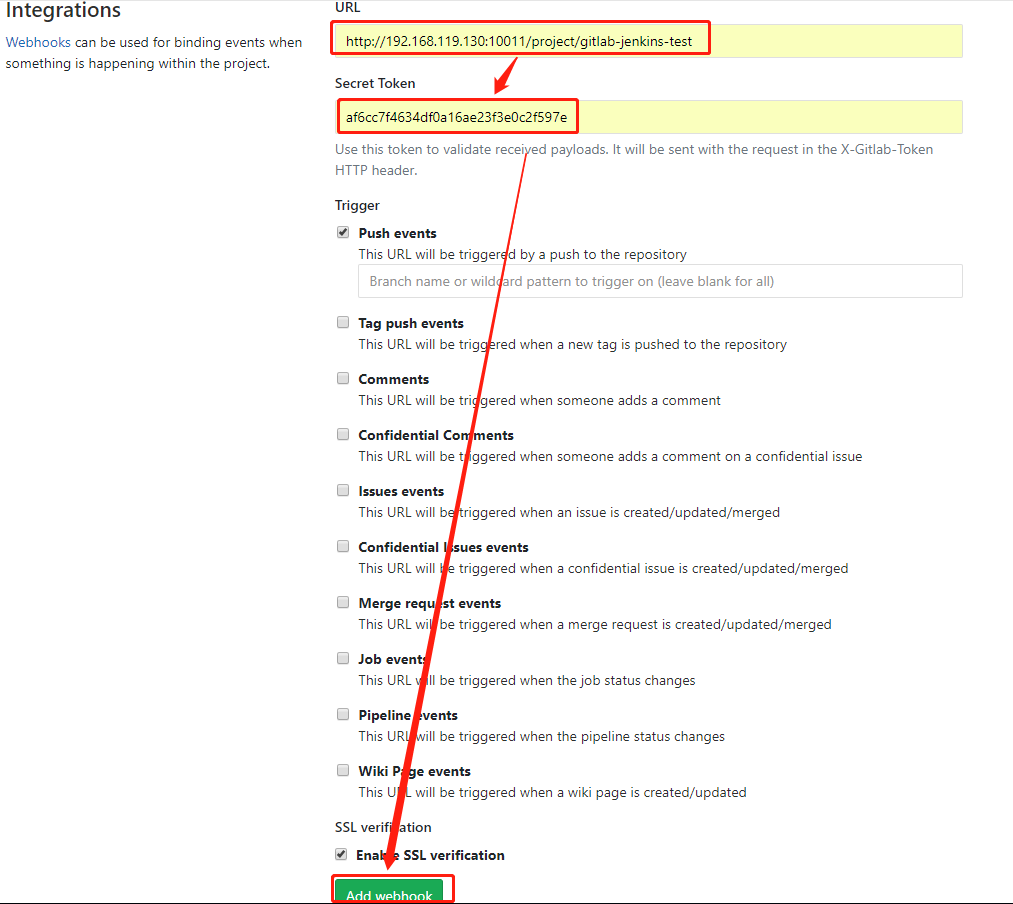 Integrations
Webhooks can be used for binding events when
something is happening within the project.
URL
http://192.168.119.130:10011/project/gitlab-jenkins-test
Secret Token
af6cc7f4634df0a16ae23f3e0c2f597e
Use this token to validate received payloads. It will be sent with the request in the X-Gitlab-Token
HTTP header.
Trigger
Push events
This URL will be triggered by a push to the repository
Branch name or wildcard pattern to trigger on (leave blank for all)
Tag push events
This URL will be triggered when a new tag is pushed to the repository
Comments
This URL will be triggered when someone adds a comment
Confidential Comments
This URL will be triggered when someone adds a comment on a confidential issue
Issues events
This URL will be triggered when an issue is created/updated/merged
Confidential Issues events
This URL will be triggered when a confidential issue is created/updated/merged
Merge request events
This URL will be triggered when a merge request is created/updated/merged
Job events
This URL will be triggered when the job status changes
Pipeline events
This URL will be triggered when the pipeline status changes
Wiki Page events
This URL will be triggered when a wiki page is created/updated
SSL verification
Enable SSL verification
Add webhook